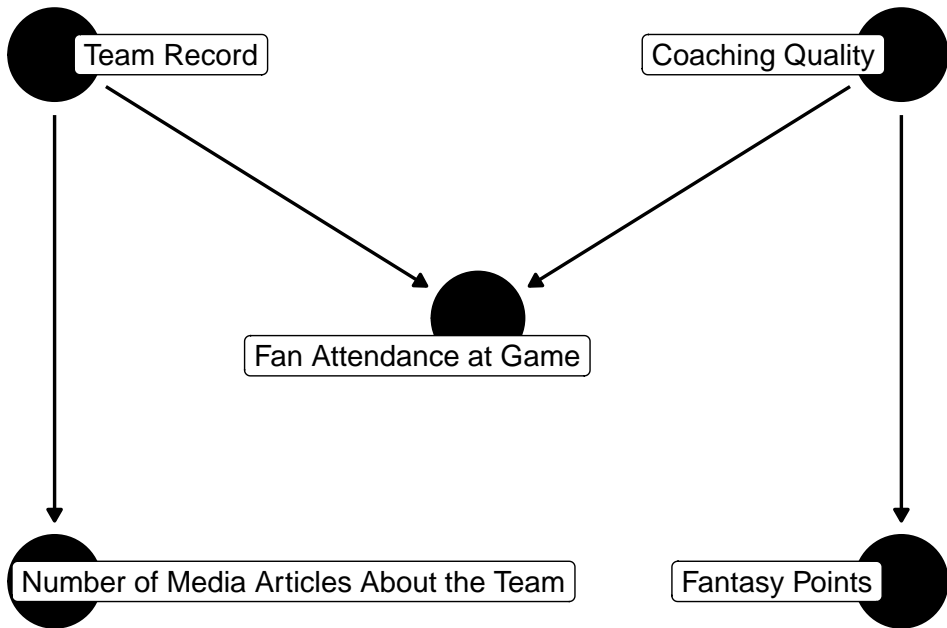 Team Record
Coaching Quality
Fan Attendance at Game
Number of Media Articles About the Team
Fantasy Points